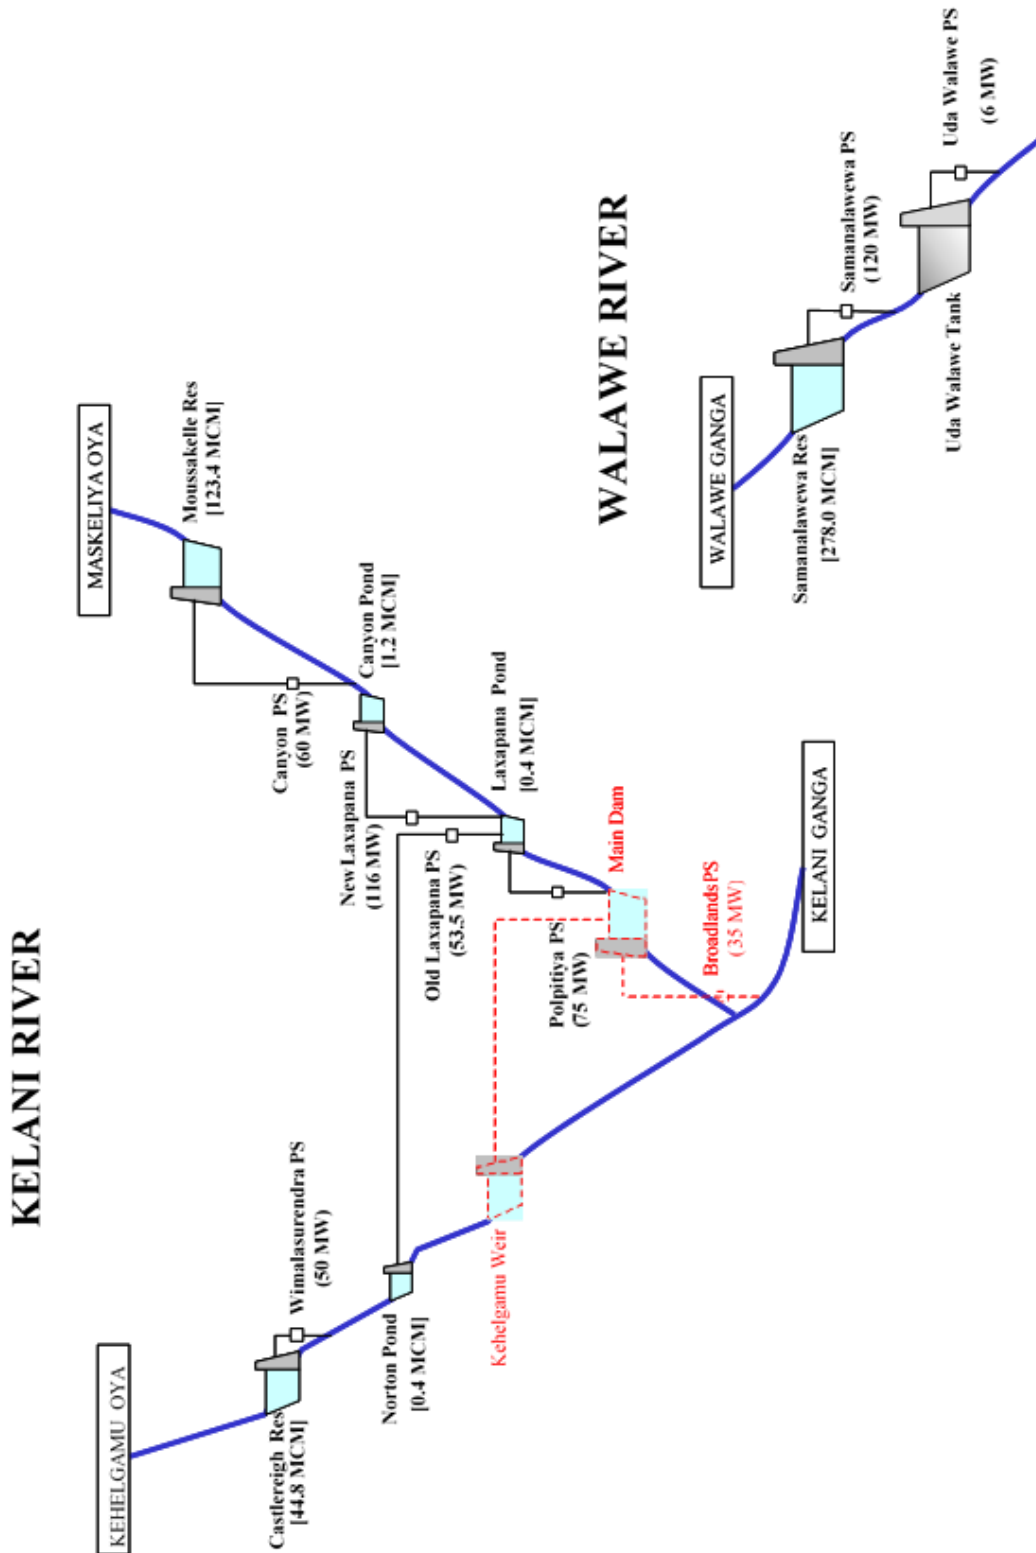 KELANI RIVER
KEHELGAMU OYA
Castlereigh Res
[44.8 MCM]
Wimalasurendra PS
(50 MW)
Norton Pond
[0.4 MCM]
Kehelgamu Weir
MASKELIYA OYA
Moussakelle Res
[123.4 MCM]
Canyon PS
(60 MW)
Canyon Pond
[1.2 MCM]
New Laxapana PS
(116 MW)
Old Laxapana PS
(53.5 MW)
Laxapana Pond
[0.4 MCM]
Polpitiya PS
(75 MW)
Main Dam
BroadlandsPS
(35 MW)
KELANI GANGA
WALAWE RIVER
WALAWE GANGA
Samanalawewa Res
[278.0 MCM]
Samanalawewa PS
(120 MW)
Uda Walawe Tank
Uda Walawe PS
(6 MW)